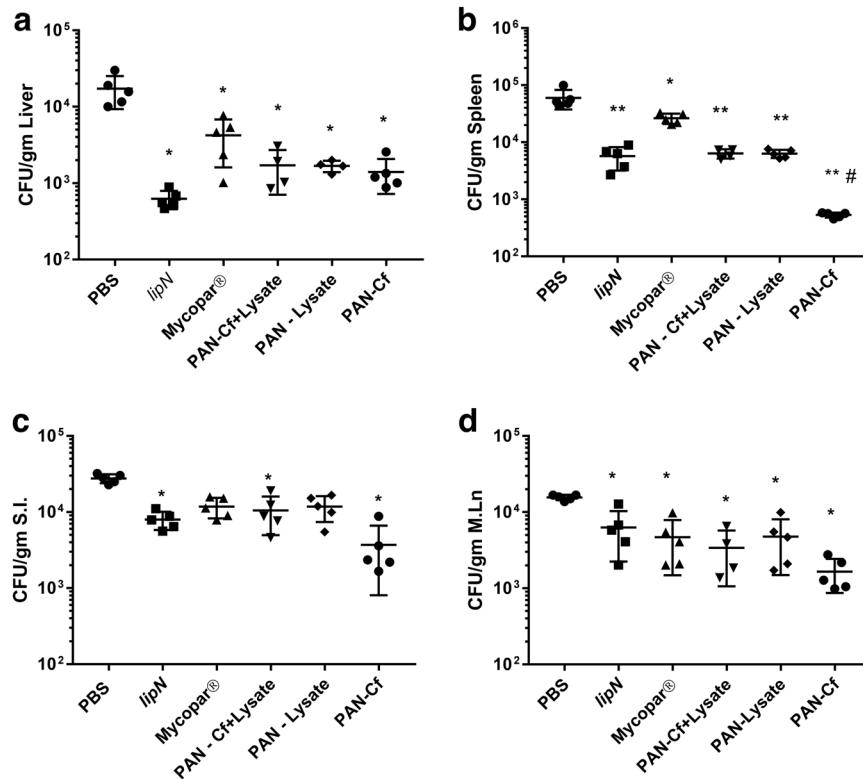 a
CFU/gm Liver
10^5
10^4
10^3
10^2
*
*
*
*
*
PBS
lipN
Mycopar®
PAN-Cf+Lysate
PAN - Lysate
PAN-Cf
b
CFU/gm Spleen
10^6
10^5
10^4
10^3
10^2
**
*
**
**
** #
PBS
lipN
Mycopar®
PAN - Cf+Lysate
PAN - Lysate
PAN-Cf
c
CFU/gm S.I.
10^5
10^4
10^3
10^2
*
*
*
PBS
lipN
Mycopar®
PAN - Cf+Lysate
PAN - Lysate
PAN-Cf
d
CFU/gm M.Ln
10^5
10^4
10^3
10^2
*
*
*
*
*
PBS
lipN
Mycopar®
PAN-Cf+Lysate
PAN-Lysate
PAN-Cf